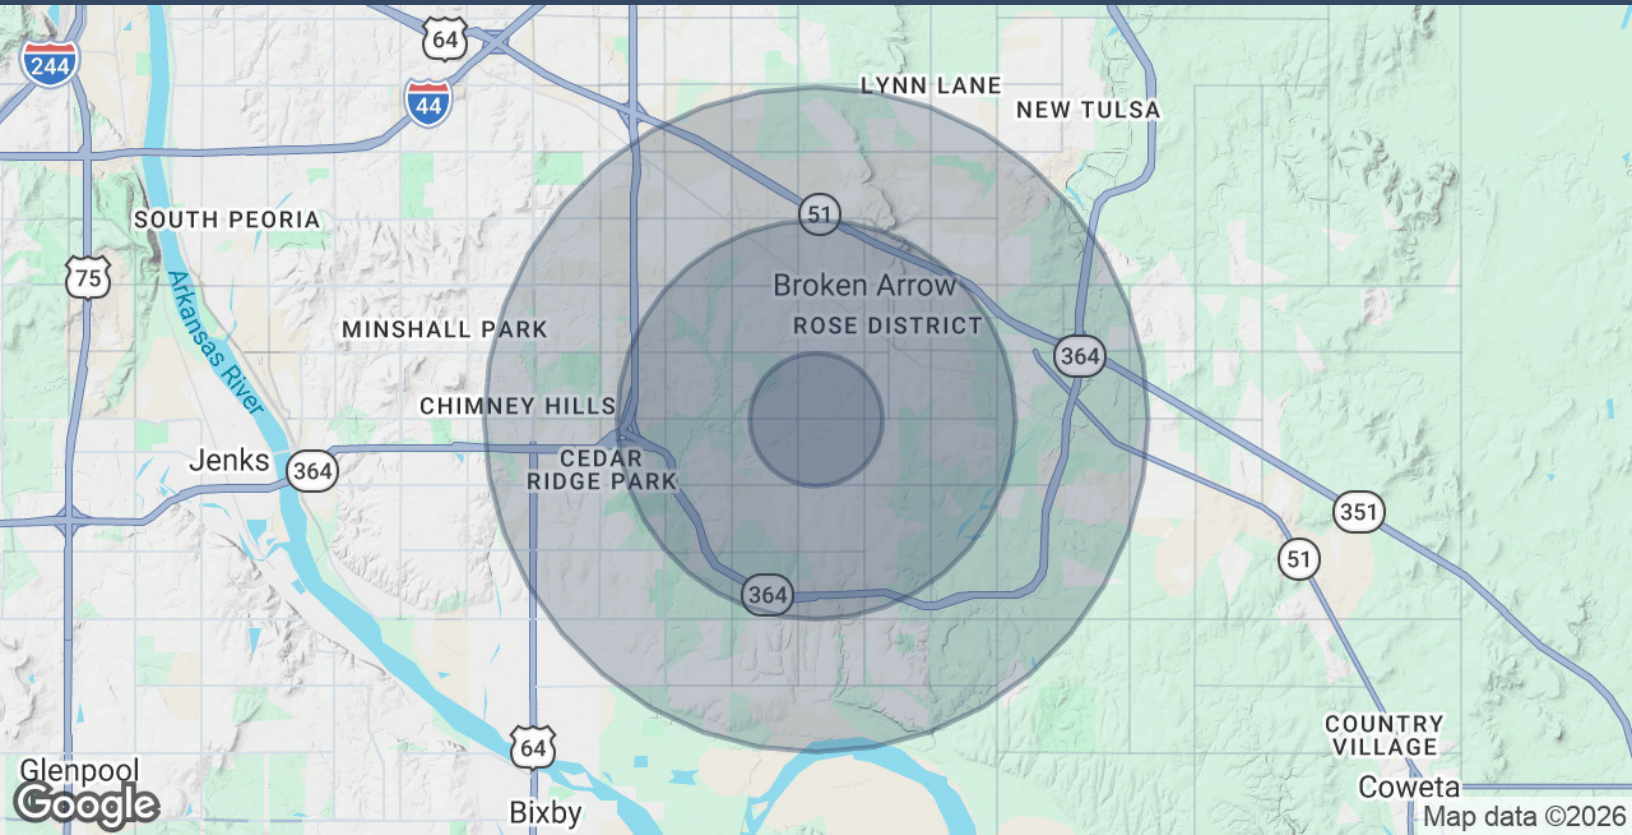 64
244
44
LYNN LANE
NEW TULSA
SOUTH PEORIA
51
75
Arkansas River
Broken Arrow
ROSE DISTRICT
MINSHALL PARK
364
CHIMNEY HILLS
Jenks
364
CEDAR
RIDGE PARK
351
51
364
COUNTRY
VILLAGE
64
Glenpool
Coweta
Google
Bixby
Map data ©2026